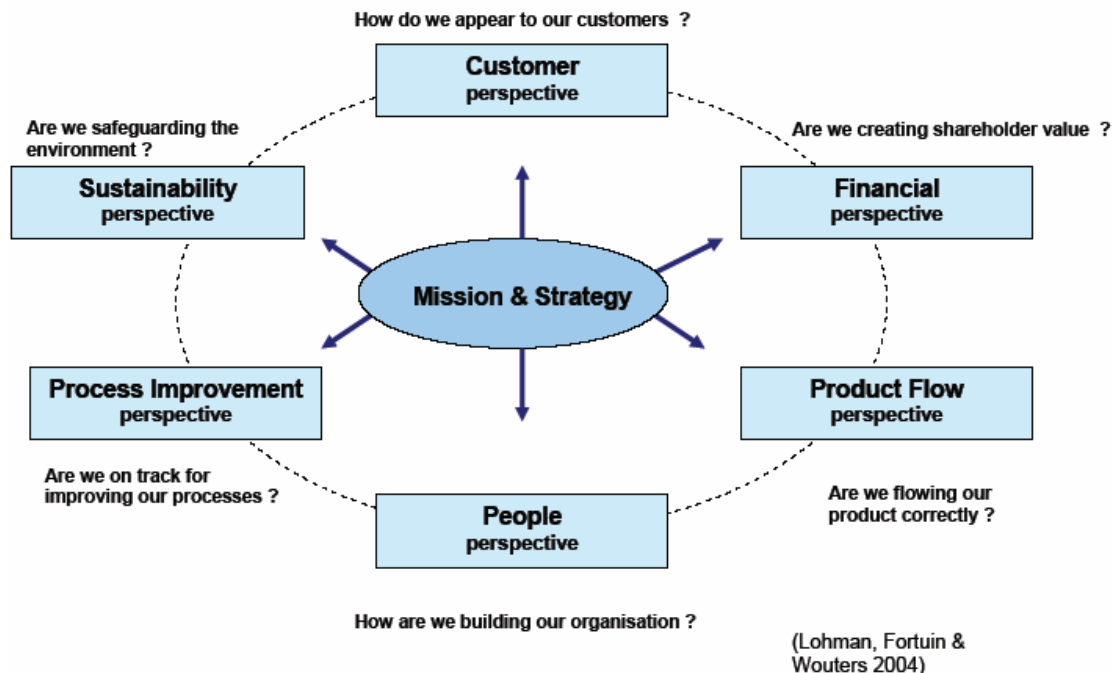 How do we appear to our customers ?
Customer
perspective
Are we safeguarding the
environment ?
Are we creating shareholder value ?
Sustainability
perspective
Financial
perspective
Mission & Strategy
Process Improvement
perspective
Product Flow
perspective
Are we on track for
improving our processes ?
Are we flowing our
product correctly ?
People
perspective
How are we building our organisation ?
(Lohman, Fortuin &
Wouters 2004)